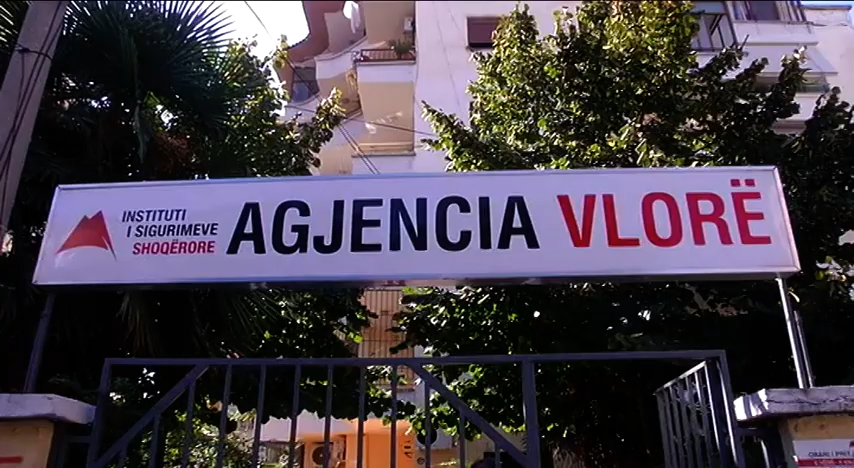 INSTITUTI
I SIGURIMEVE
SHOQËRORE
AGJENCIA VLORË